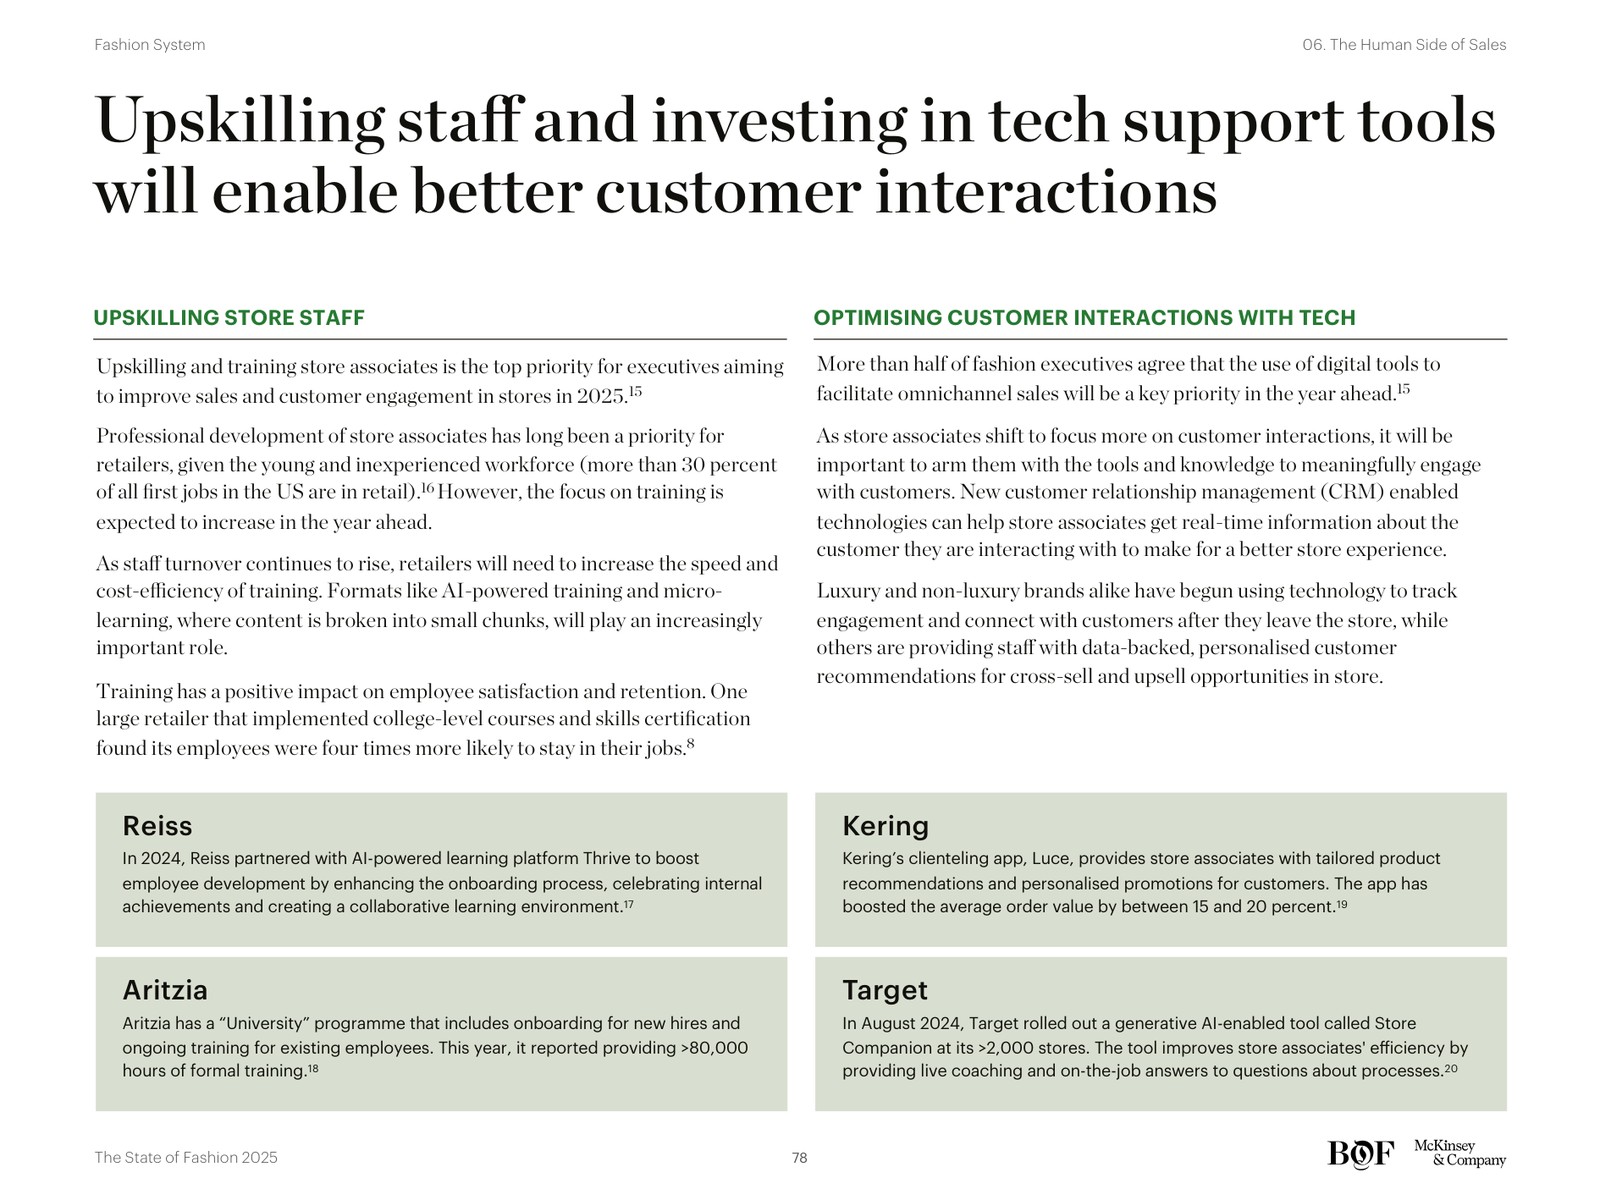 Fashion System
06. The Human Side of Sales
Upskilling staff and investing in tech support tools
will enable better customer interactions
UPSKILLING STORE STAFF
Upskilling and training store associates is the top priority for executives aiming
to improve sales and customer engagement in stores in 2025.15
Professional development of store associates has long been a priority for
retailers, given the young and inexperienced workforce (more than 30 percent
of all first jobs in the US are in retail).16 However, the focus on training is
expected to increase in the year ahead.
As staff turnover continues to rise, retailers will need to increase the speed and
cost-efficiency of training. Formats like AI-powered training and micro-
learning, where content is broken into small chunks, will play an increasingly
important role.
Training has a positive impact on employee satisfaction and retention. One
large retailer that implemented college-level courses and skills certification
found its employees were four times more likely to stay in their jobs.8
OPTIMISING CUSTOMER INTERACTIONS WITH TECH
More than half of fashion executives agree that the use of digital tools to
facilitate omnichannel sales will be a key priority in the year ahead.15
As store associates shift to focus more on customer interactions, it will be
important to arm them with the tools and knowledge to meaningfully engage
with customers. New customer relationship management (CRM) enabled
technologies can help store associates get real-time information about the
customer they are interacting with to make for a better store experience.
Luxury and non-luxury brands alike have begun using technology to track
engagement and connect with customers after they leave the store, while
others are providing staff with data-backed, personalised customer
recommendations for cross-sell and upsell opportunities in store.
Reiss
In 2024, Reiss partnered with AI-powered learning platform Thrive to boost
employee development by enhancing the onboarding process, celebrating internal
achievements and creating a collaborative learning environment.17
Kering
Kering's clienteling app, Luce, provides store associates with tailored product
recommendations and personalised promotions for customers. The app has
boosted the average order value by between 15 and 20 percent.19
Aritzia
Aritzia has a “University” programme that includes onboarding for new hires and
ongoing training for existing employees. This year, it reported providing >80,000
hours of formal training.18
Target
In August 2024, Target rolled out a generative AI-enabled tool called Store
Companion at its >2,000 stores. The tool improves store associates' efficiency by
providing live coaching and on-the-job answers to questions about processes.20
The State of Fashion 2025
78
BOF
McKinsey
& Company